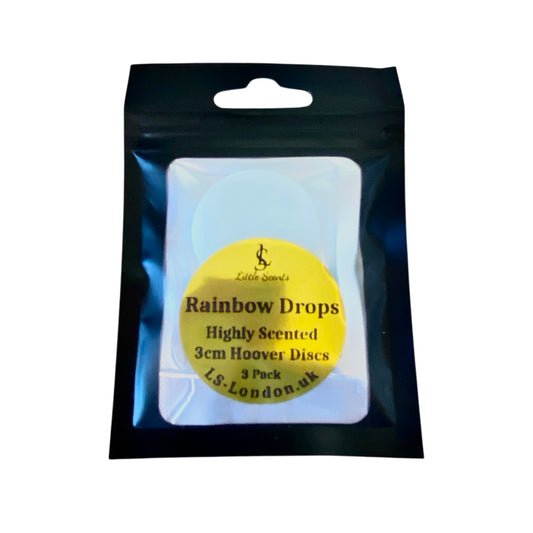 LS
Little Scents
Rainbow Drops
Highly Scented
3cm Hoover Discs
3 Pack
LS-London.uk